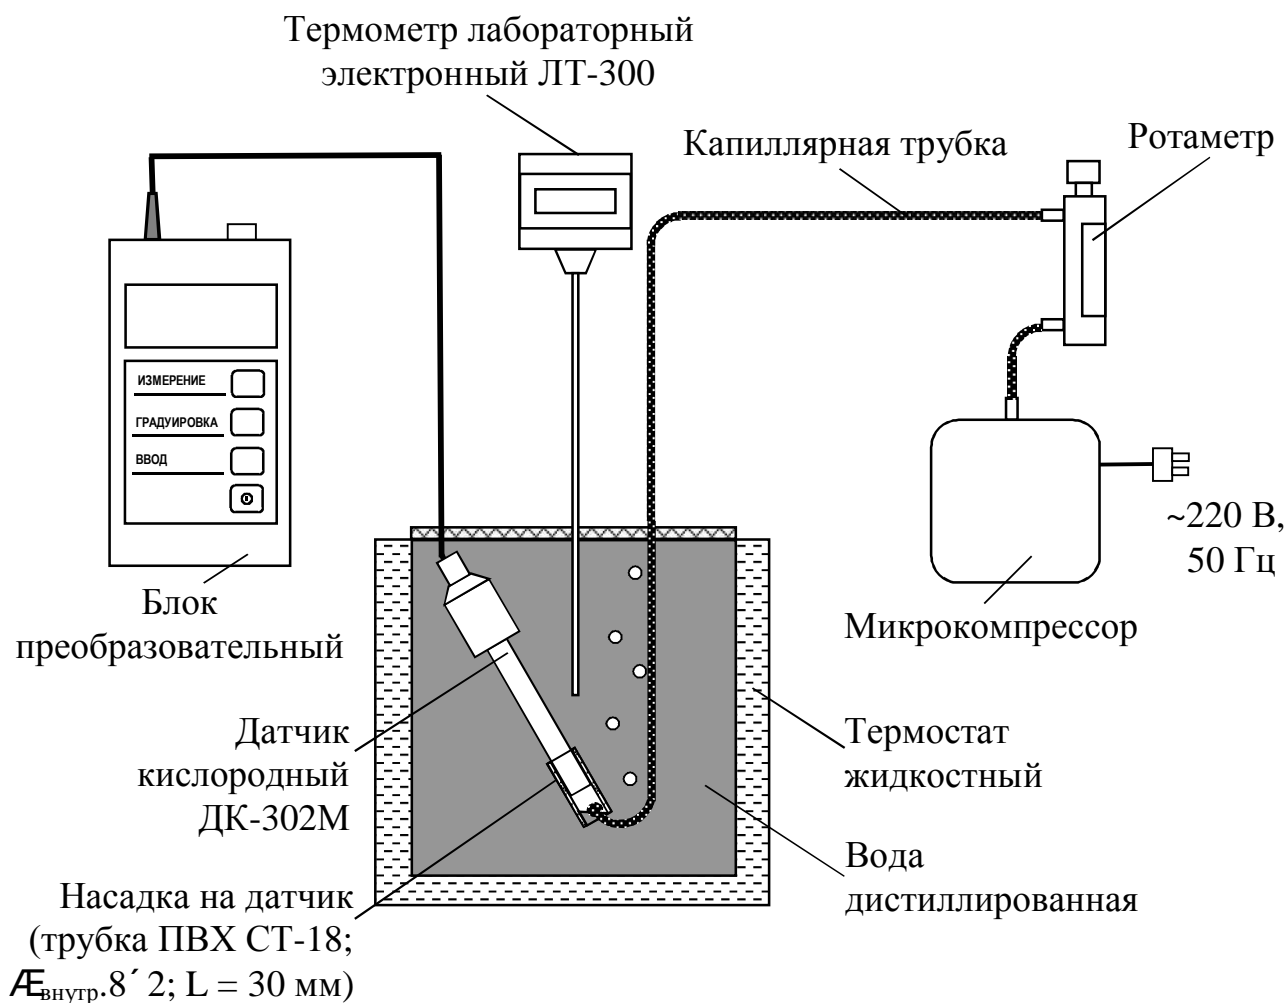 Термометр лабораторный
электронный ЛТ-300
Капиллярная трубка
Ротаметр
ИЗМЕРЕНИЕ
ГРАДУИРОВКА
ВВОД
~220 В,
50 Гц
Блок
преобразовательный
Микрокомпрессор
Датчик
кислородный
ДК-302М
Термостат
жидкостный
Вода
дистиллированная
Насадка на датчик
(трубка ПВХ СТ-18;
Æвнутр.8´ 2; L = 30 мм)